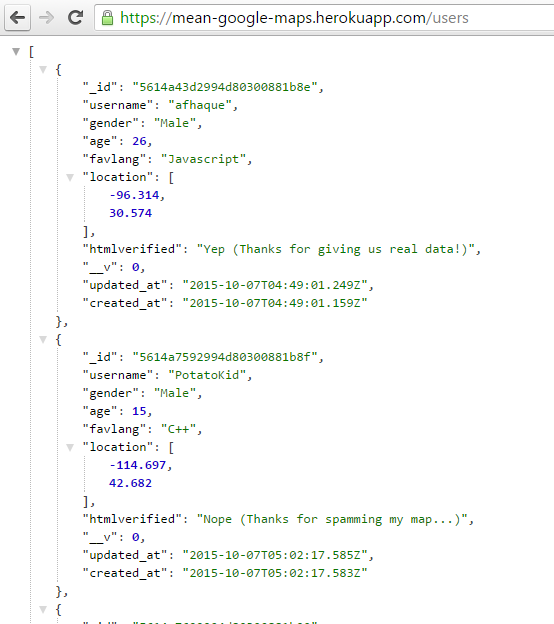 https://mean-google-maps.herokuapp.com/users
[
{
"_id": "5614a43d2994d80300881b8e",
"username": "afhaque",
"gender": "Male",
"age": 26,
"favlang": "Javascript",
"location": [
-96.314,
30.574
],
"htmlverified": "Yep (Thanks for giving us real data!)",
"__v": 0,
"updated_at": "2015-10-07T04:49:01.249Z",
"created_at": "2015-10-07T04:49:01.159Z"
},
{
"_id": "5614a7592994d80300881b8f",
"username": "PotatoKid",
"gender": "Male",
"age": 15,
"favlang": "C++",
"location": [
-114.697,
42.682
],
"htmlverified": "Nope (Thanks for spamming my map...)",
"__v": 0,
"updated_at": "2015-10-07T05:02:17.585Z",
"created_at": "2015-10-07T05:02:17.583Z"
},
{